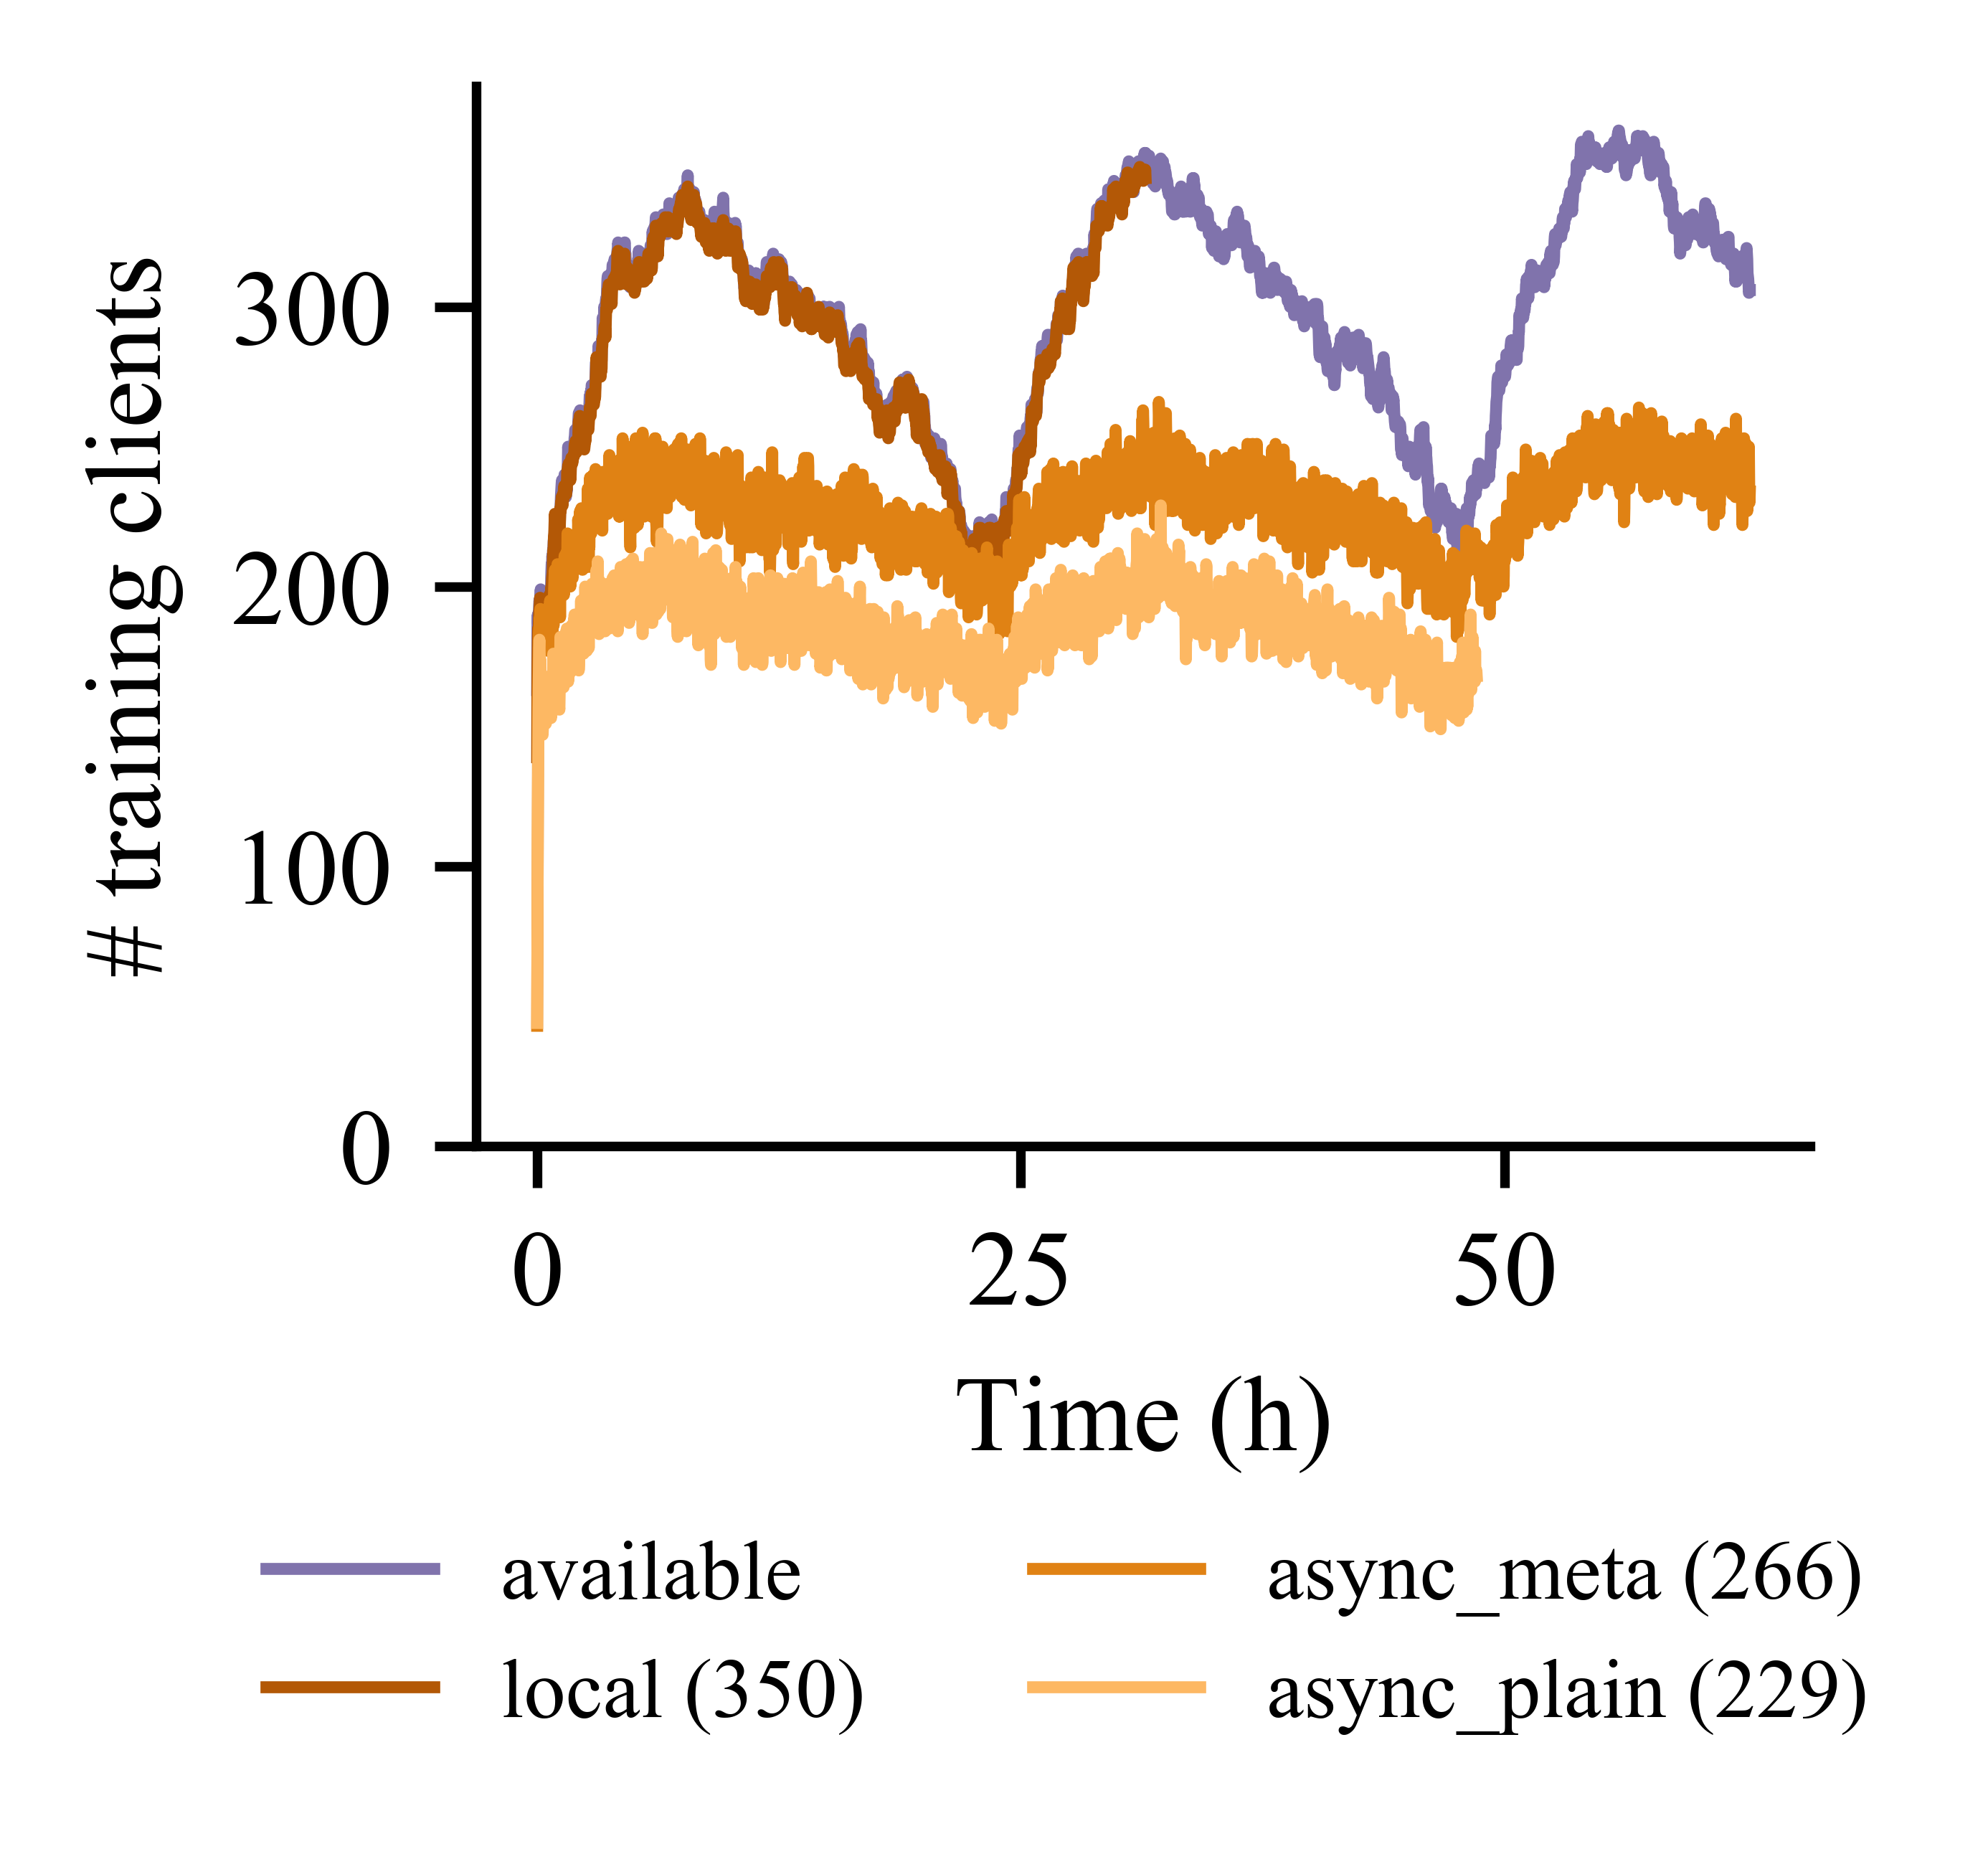 # training clients
300
200
100
0
0 25 50
Time (h)
available async_meta (266)
local (350) async_plain (229)